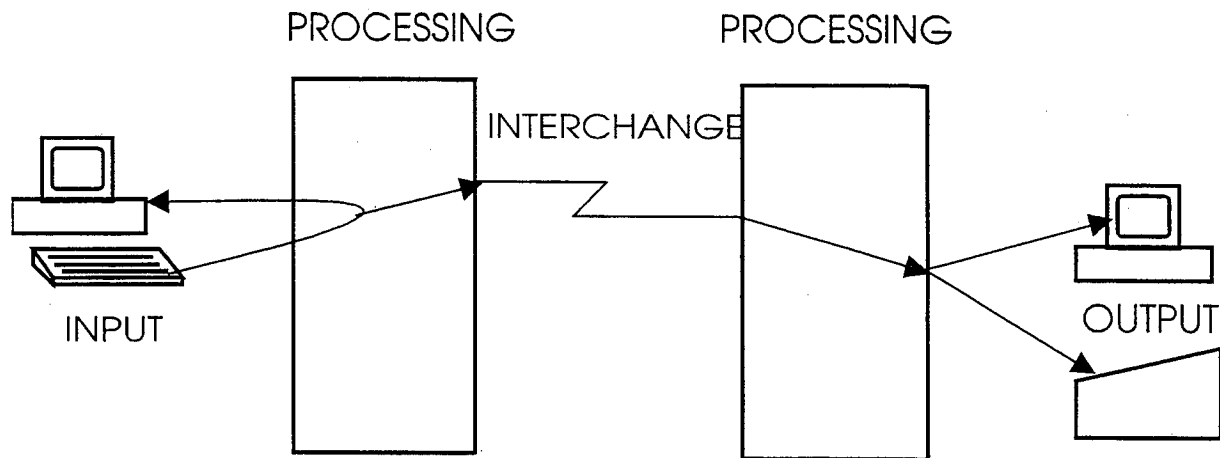 PROCESSING
PROCESSING
INTERCHANGE
INPUT
OUTPUT